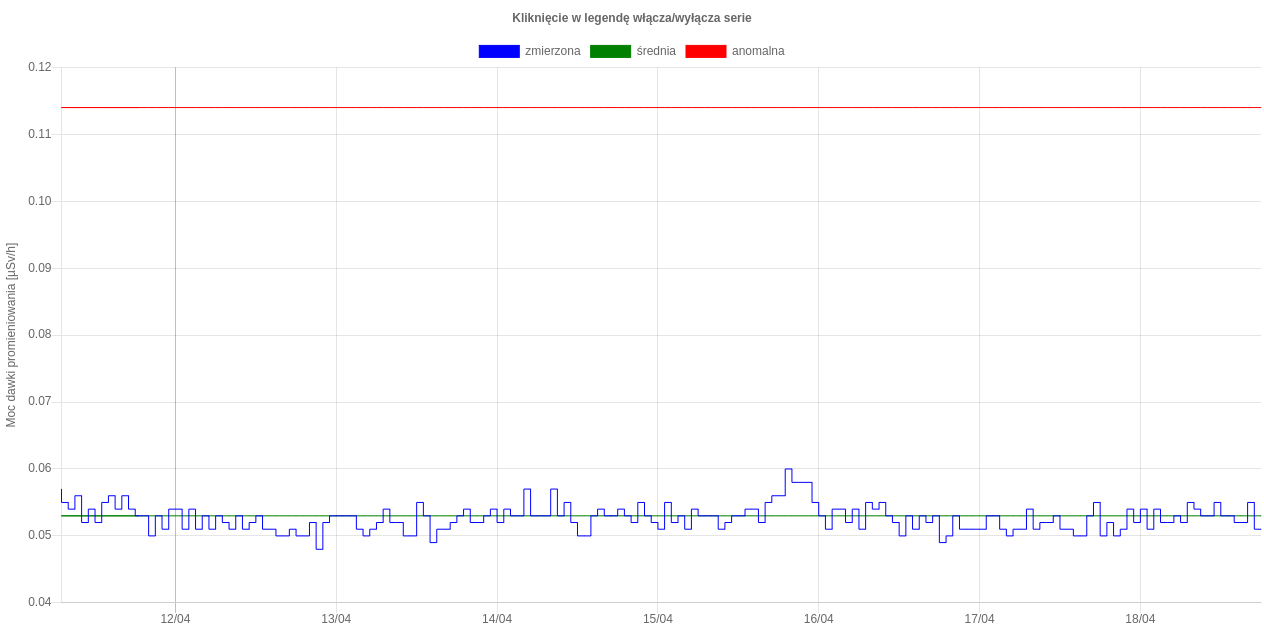 Kliknięcie w legendę włącza/wyłącza serie
zmierzona średnia anomalna
Moc dawki promieniowania [µSv/h]
0.12
0.11
0.10
0.09
0.08
0.07
0.06
0.05
0.04
12/04 13/04 14/04 15/04 16/04 17/04 18/04